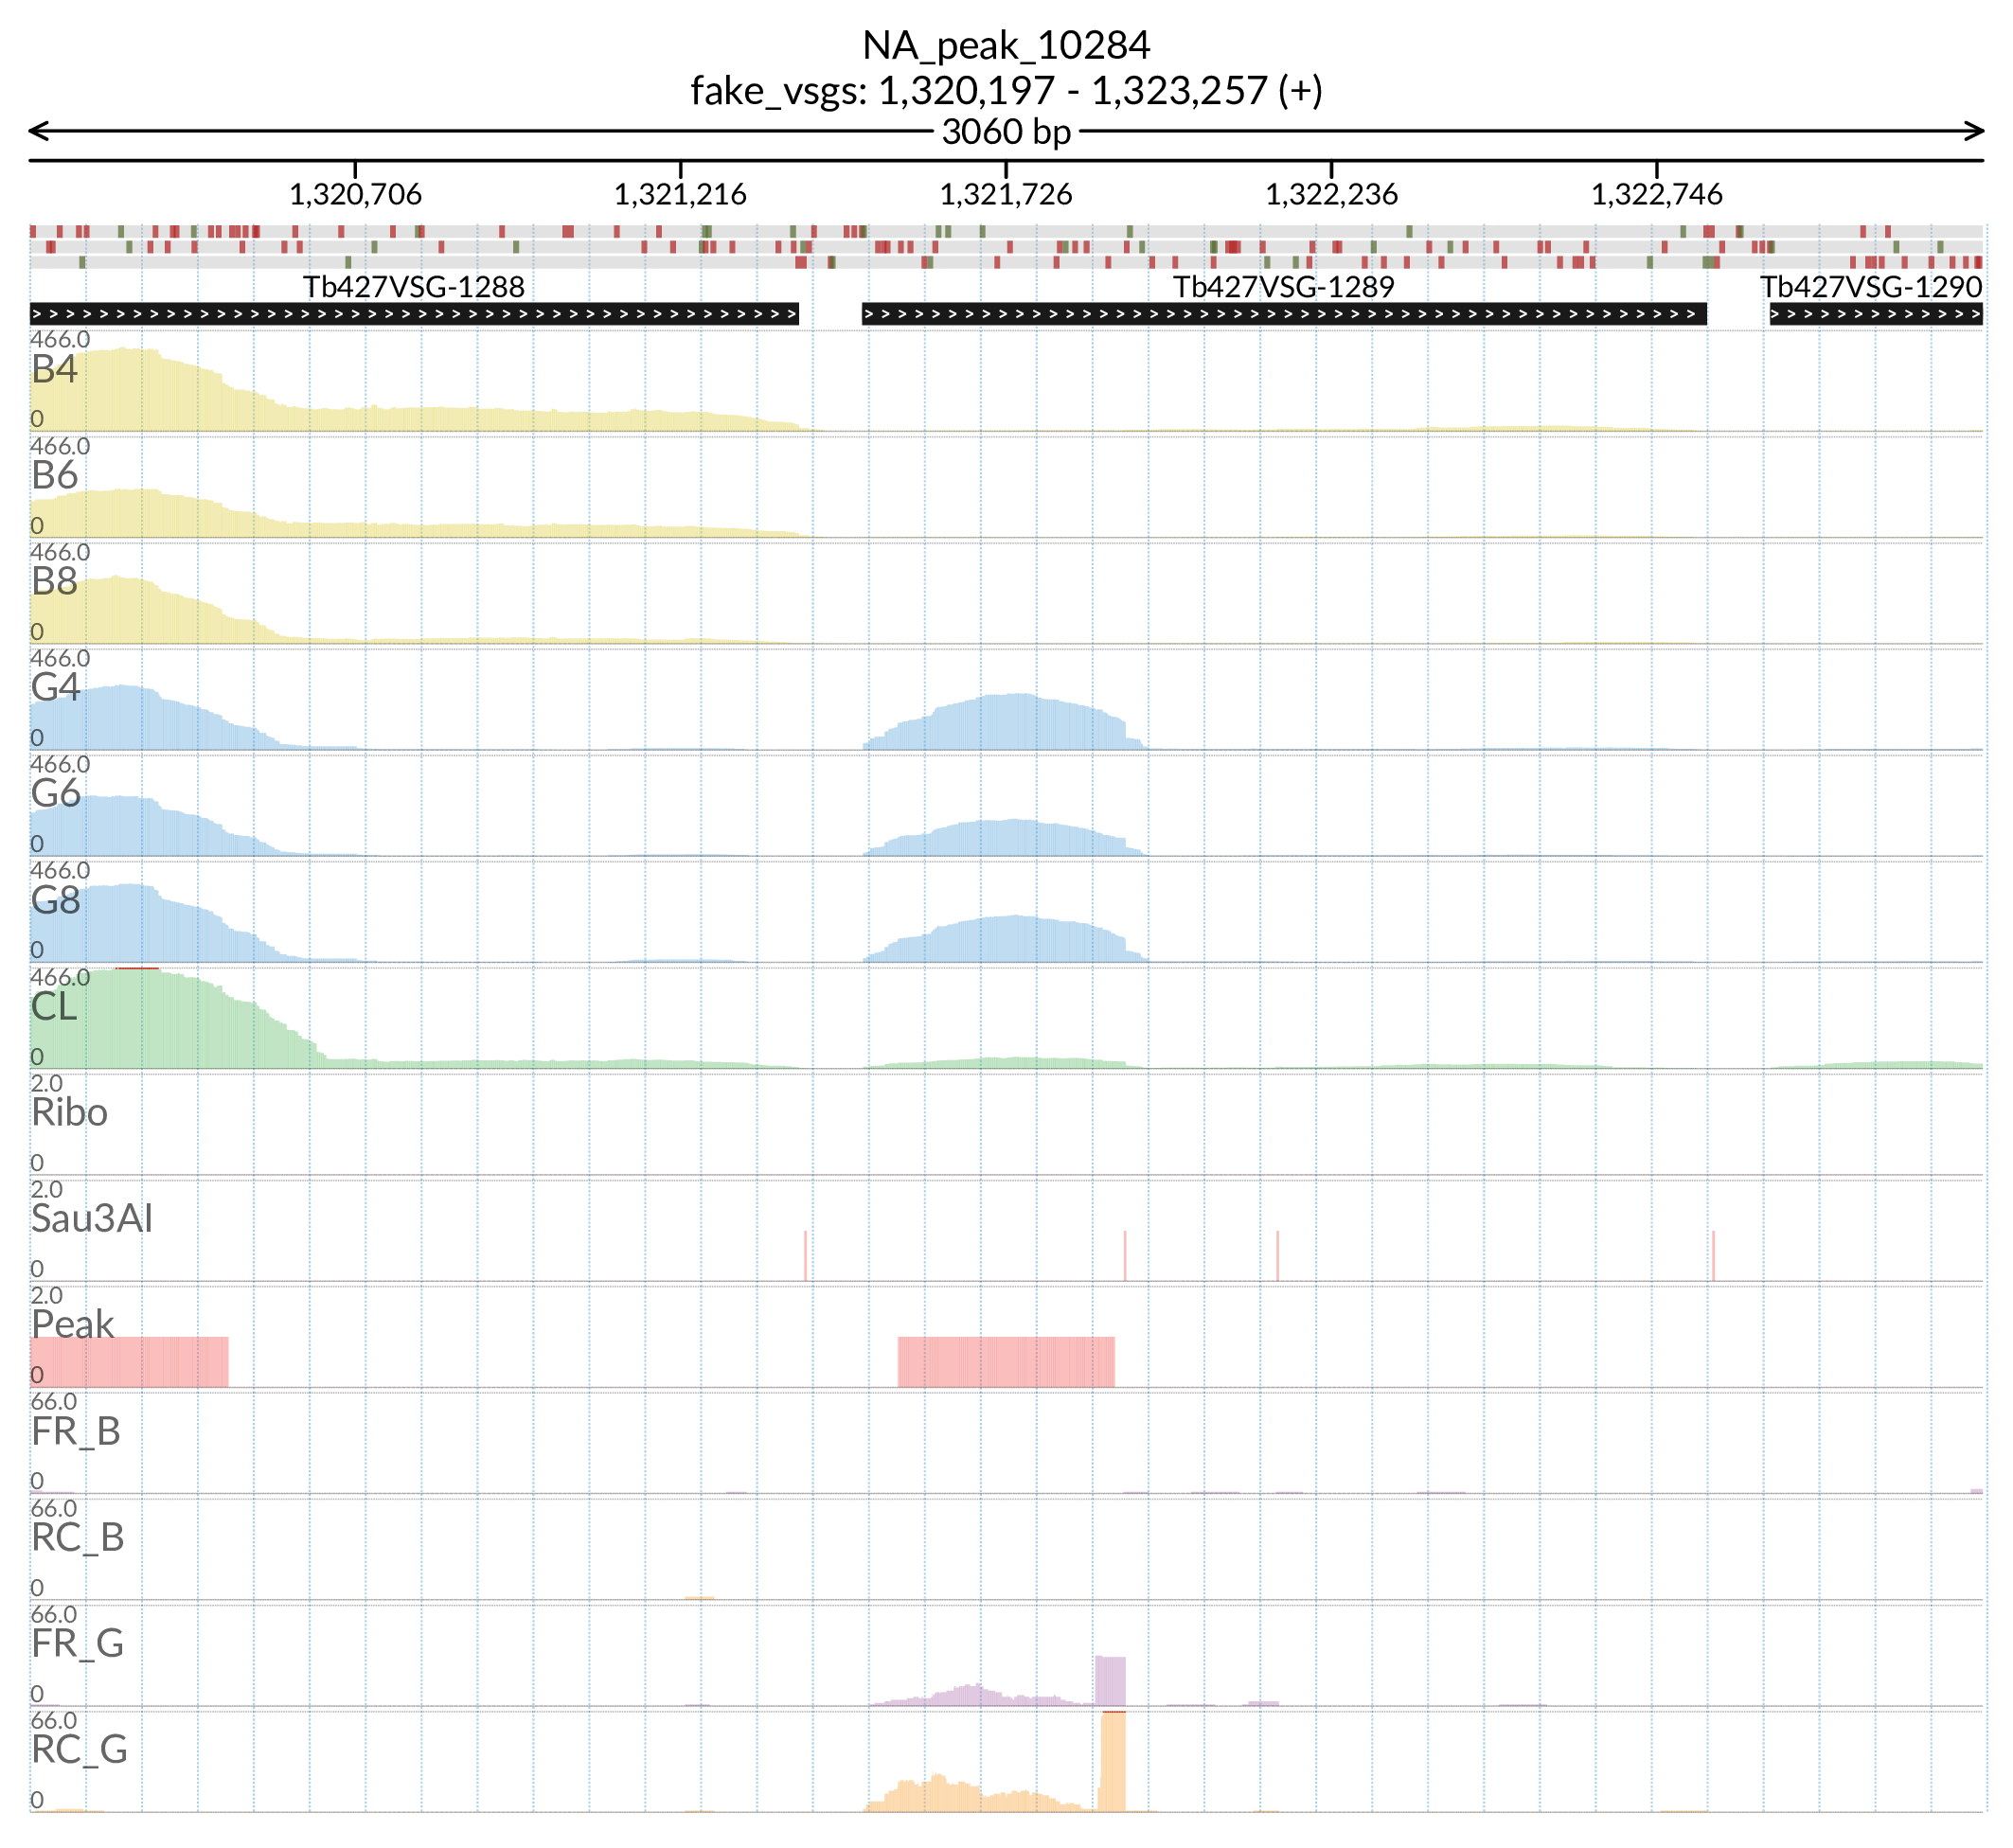 NA_peak_10284
fake_vsgs: 1,320,197 - 1,323,257 (+)
3060 bp
1,320,706 1,321,216 1,321,726 1,322,236 1,322,746
Tb427VSG-1288 Tb427VSG-1289 Tb427VSG-1290
466.0
B4
0
466.0
B6
0
466.0
B8
0
466.0
G4
0
466.0
G6
0
466.0
G8
0
466.0
CL
0
2.0
Ribo
0
2.0
Sau3AI
0
2.0
Peak
0
66.0
FR_B
0
66.0
RC_B
0
66.0
FR_G
0
66.0
RC_G
0